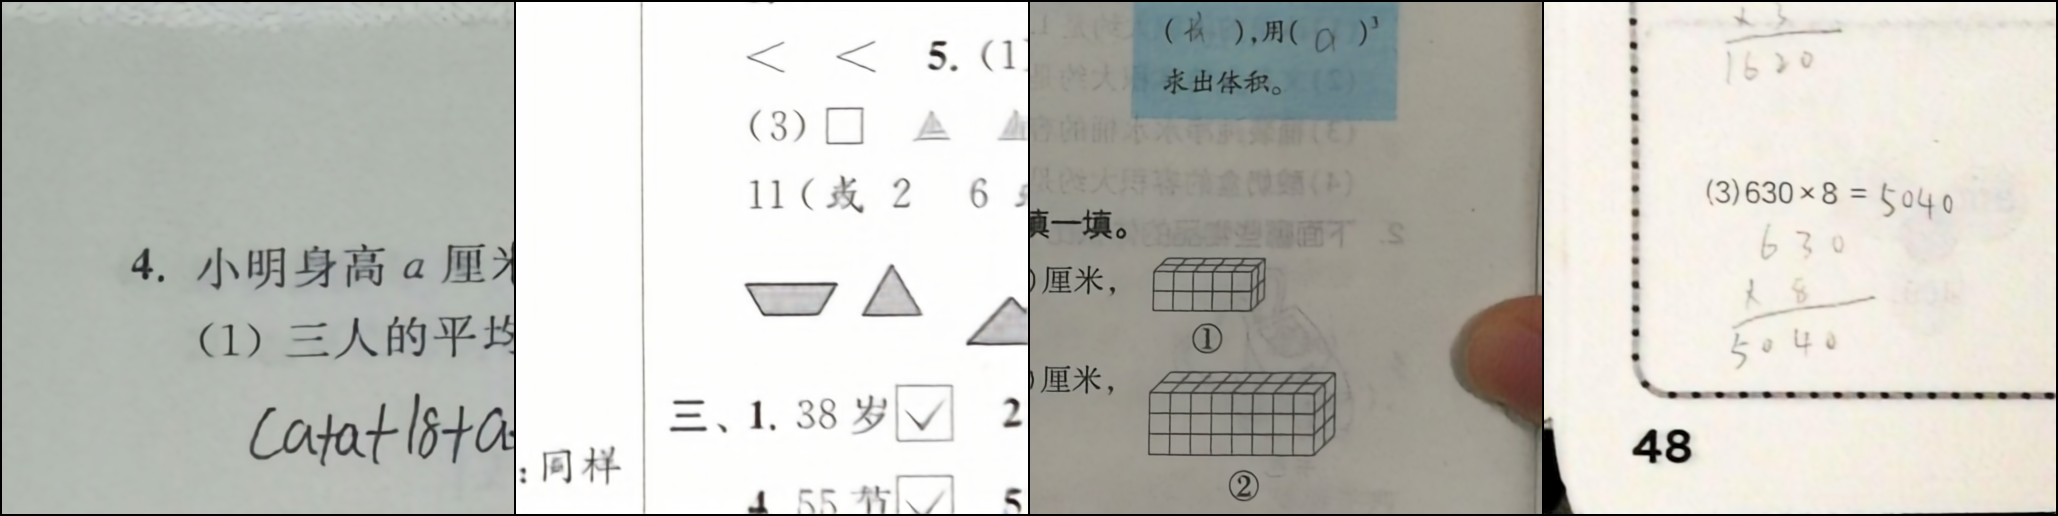 4. 小明身高 a 厘米
(1) 三人的平均
(a+a+18+a
< < 5. (1)
(3) □
11 ( 或 2 6
三、1. 38 岁 ✓ 2
: 同样
4. 55 节 ✓ 5
( ), 用( a )³
求出体积。
填一填。
)厘米,
①
)厘米,
②
× 3
1620
(3) 630 × 8 = 5040
630
× 8
5040
48